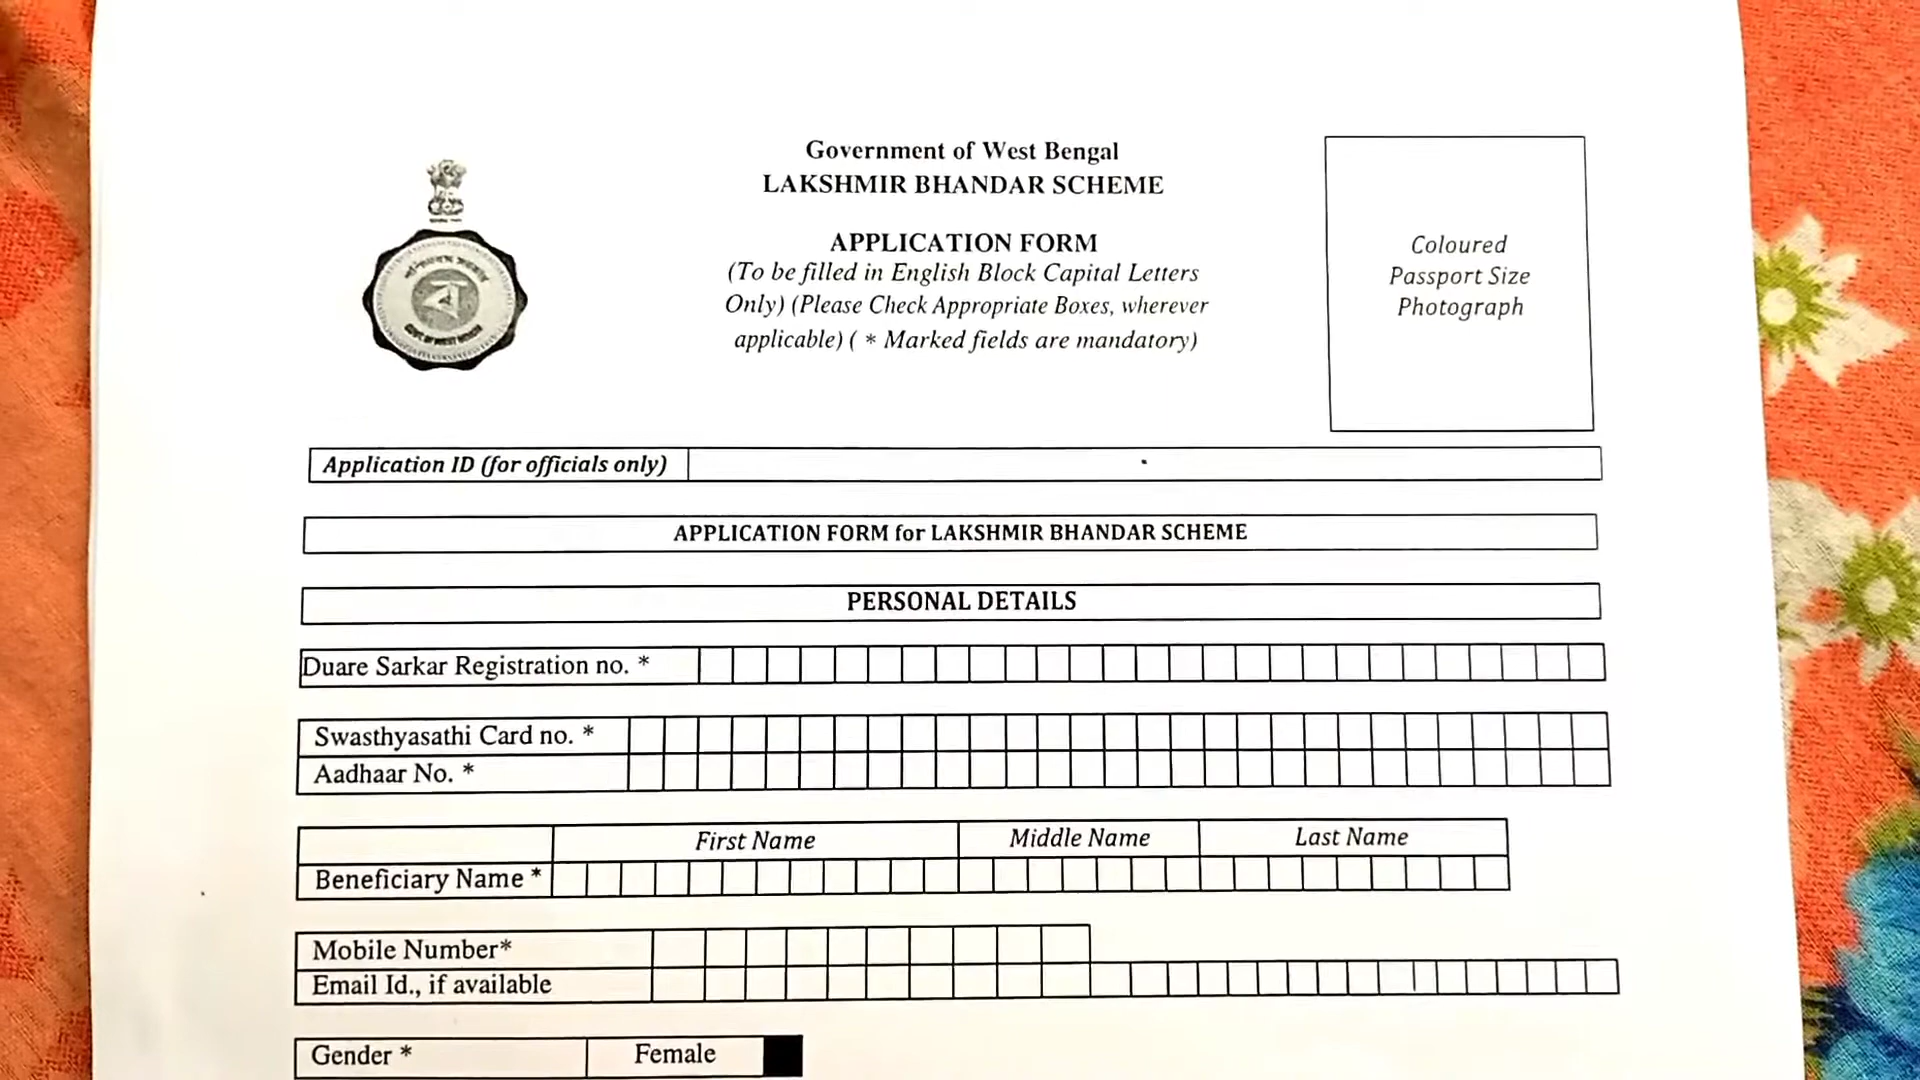 Government of West Bengal
LAKSHMIR BHANDAR SCHEME
APPLICATION FORM
(To be filled in English Block Capital Letters
Only) (Please Check Appropriate Boxes, wherever
applicable) ( * Marked fields are mandatory)
Coloured
Passport Size
Photograph
Application ID (for officials only)
APPLICATION FORM for LAKSHMIR BHANDAR SCHEME
PERSONAL DETAILS
Duare Sarkar Registration no. *
Swasthyasathi Card no. *
Aadhaar No. *
First Name Middle Name Last Name
Beneficiary Name *
Mobile Number*
Email Id., if available
Gender * Female